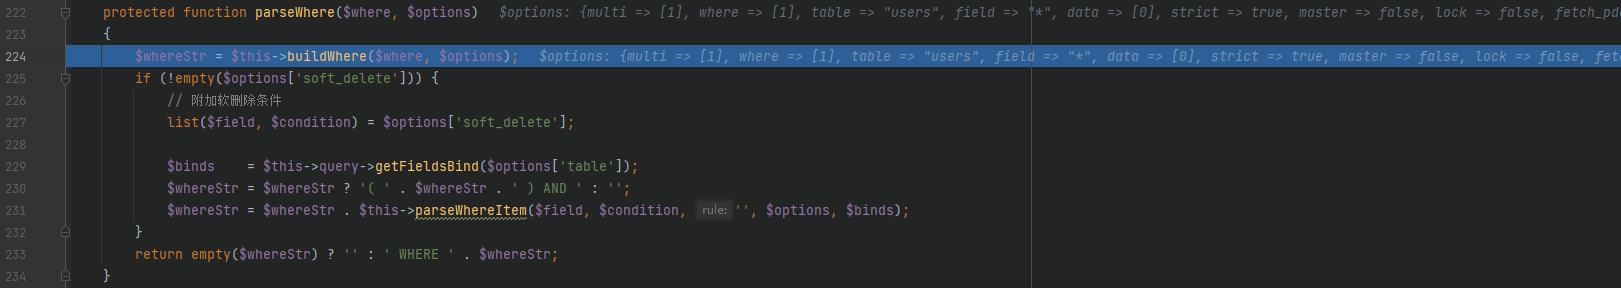 222 protected function parseWhere($where, $options) $options: {multi => [1], where => [1], table => "users", field => "*", data => [0], strict => true, master => false, lock => false, fetch_pd
223 {
224 $whereStr = $this->buildWhere($where, $options); $options: {multi => [1], where => [1], table => "users", field => "*", data => [0], strict => true, master => false, lock => false, fet
225 if (!empty($options['soft_delete'])) {
226 // 附加软删除条件
227 list($field, $condition) = $options['soft_delete'];
228
229 $binds = $this->query->getFieldsBind($options['table']);
230 $whereStr = $whereStr ? '( ' . $whereStr . ' ) AND ' : '';
231 $whereStr = $whereStr . $this->parseWhereItem($field, $condition, rule: '', $options, $binds);
232 }
233 return empty($whereStr) ? '' : ' WHERE ' . $whereStr;
234 }